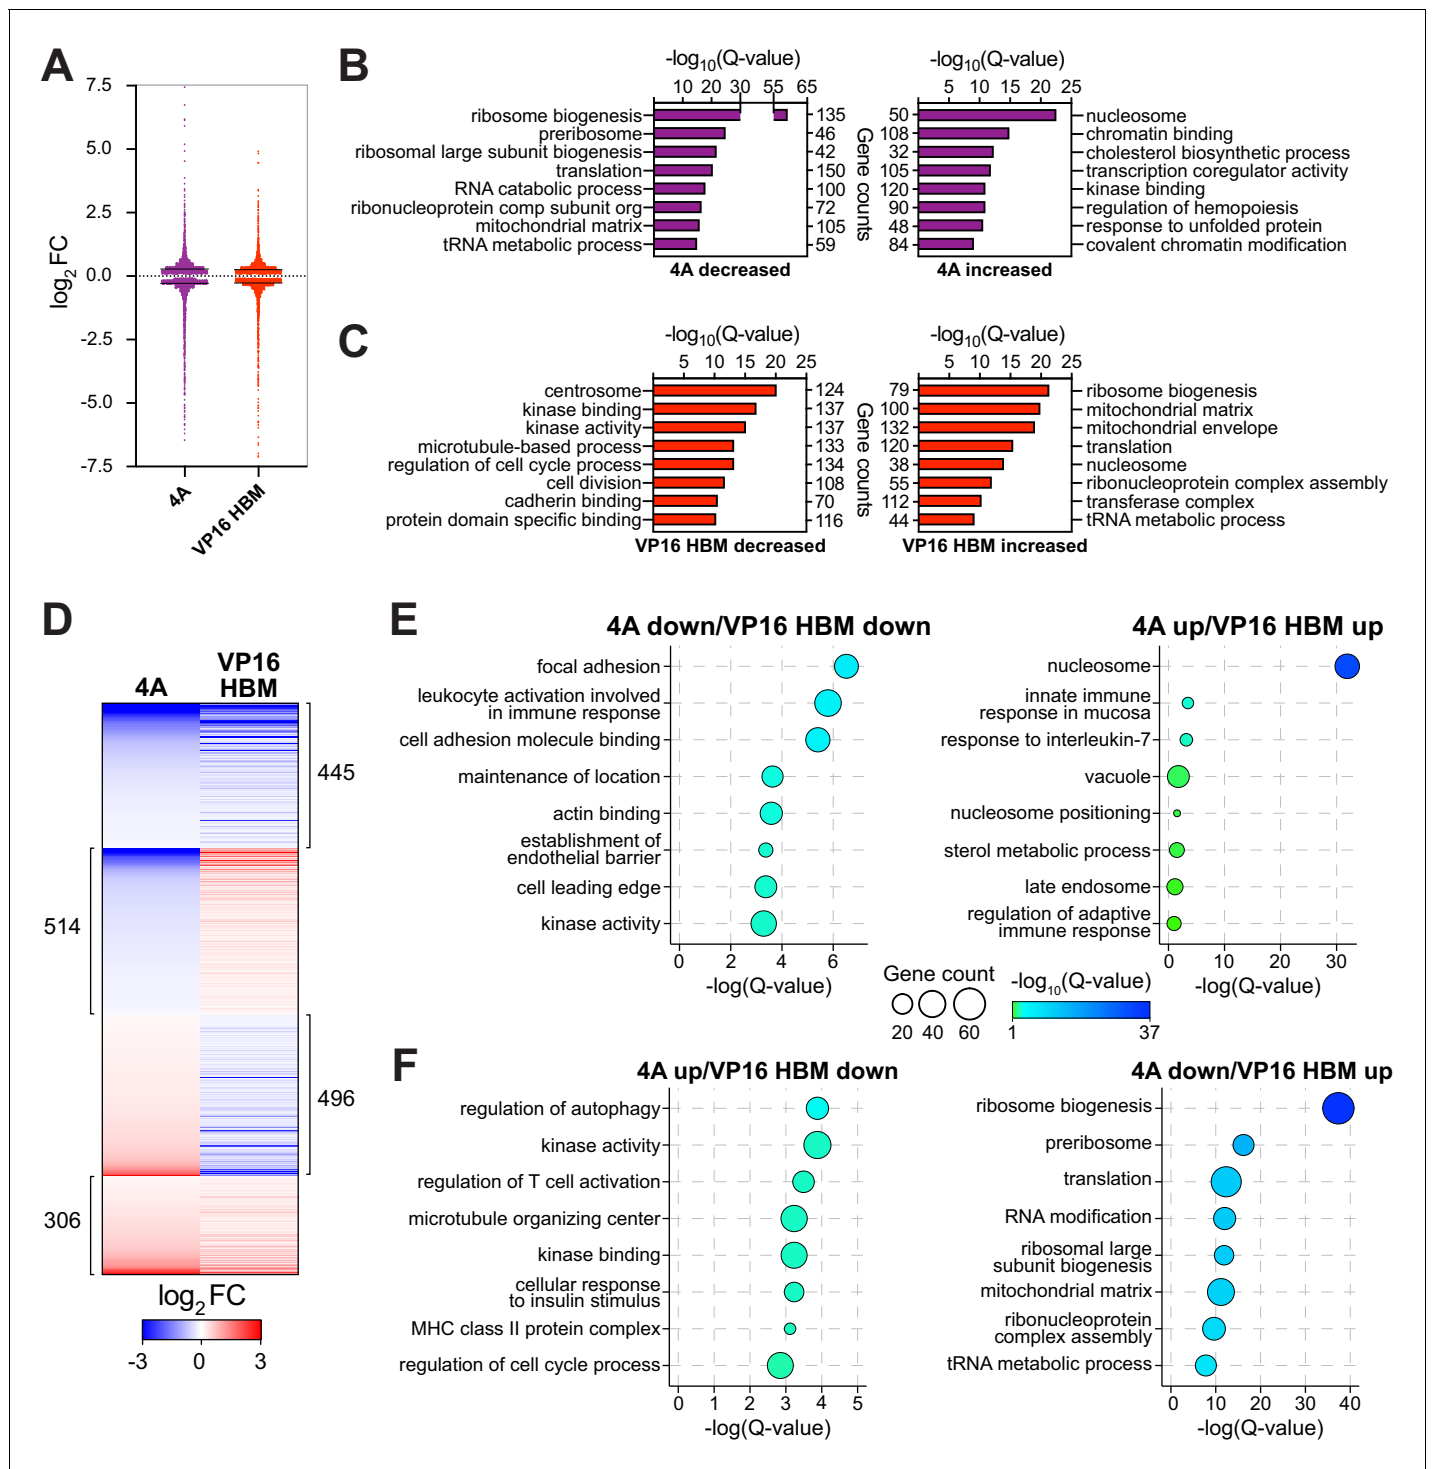 A
7.5
5.0
2.5
0.0
-2.5
-5.0
-7.5
log2 FC
4A
VP16 HBM
B
-log10(Q-value)
10 20 30 55 65
ribosome biogenesis 135
preribosome 46
ribosomal large subunit biogenesis 42
translation 150
RNA catabolic process 100
ribonucleoprotein comp subunit org 72
mitochondrial matrix 105
tRNA metabolic process 59
4A decreased
Gene counts
-log10(Q-value)
5 10 15 20 25
50 nucleosome
108 chromatin binding
32 cholesterol biosynthetic process
105 transcription coregulator activity
120 kinase binding
90 regulation of hemopoiesis
48 response to unfolded protein
84 covalent chromatin modification
4A increased
C
-log10(Q-value)
5 10 15 20 25
centrosome 124
kinase binding 137
kinase activity 137
microtubule-based process 133
regulation of cell cycle process 134
cell division 108
cadherin binding 70
protein domain specific binding 116
VP16 HBM decreased
Gene counts
-log10(Q-value)
5 10 15 20 25
79 ribosome biogenesis
100 mitochondrial matrix
132 mitochondrial envelope
120 translation
38 nucleosome
55 ribonucleoprotein complex assembly
112 transferase complex
44 tRNA metabolic process
VP16 HBM increased
D
4A
VP16
HBM
445
514
496
306
log2 FC
-3 0 3
E
4A down/VP16 HBM down
focal adhesion
leukocyte activation involved
in immune response
cell adhesion molecule binding
maintenance of location
actin binding
establishment of
endothelial barrier
cell leading edge
kinase activity
0 2 4 6
-log(Q-value)
4A up/VP16 HBM up
nucleosome
innate immune
response in mucosa
response to interleukin-7
vacuole
nucleosome positioning
sterol metabolic process
late endosome
regulation of adaptive
immune response
0 10 20 30
-log(Q-value)
Gene count
20 40 60
-log10(Q-value)
1 37
F
4A up/VP16 HBM down
regulation of autophagy
kinase activity
regulation of T cell activation
microtubule organizing center
kinase binding
cellular response
to insulin stimulus
MHC class II protein complex
regulation of cell cycle process
0 1 2 3 4 5
-log(Q-value)
4A down/VP16 HBM up
ribosome biogenesis
preribosome
translation
RNA modification
ribosomal large
subunit biogenesis
mitochondrial matrix
ribonucleoprotein
complex assembly
tRNA metabolic process
0 10 20 30 40
-log(Q-value)